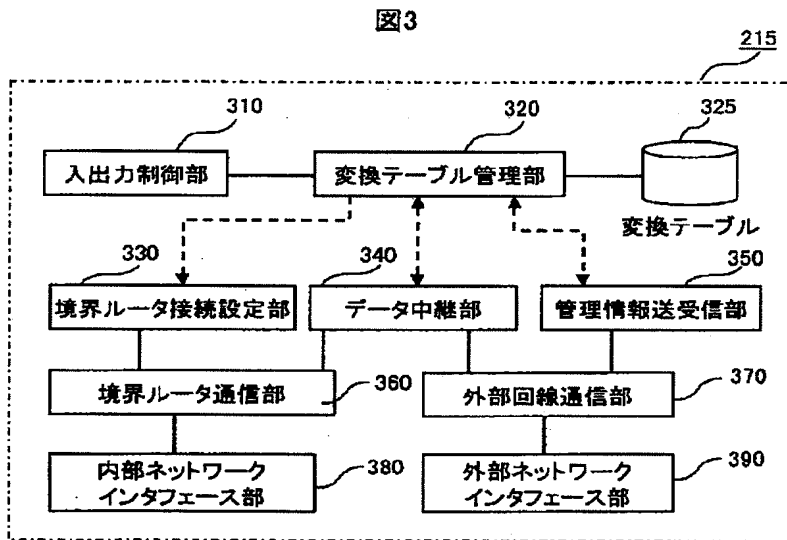 図3
215
310
320
325
入出力制御部
変換テーブル管理部
変換テーブル
330
340
350
境界ルータ接続設定部
データ中継部
管理情報送受信部
境界ルータ通信部
360
外部回線通信部
370
内部ネットワーク
インタフェース部
380
外部ネットワーク
インタフェース部
390